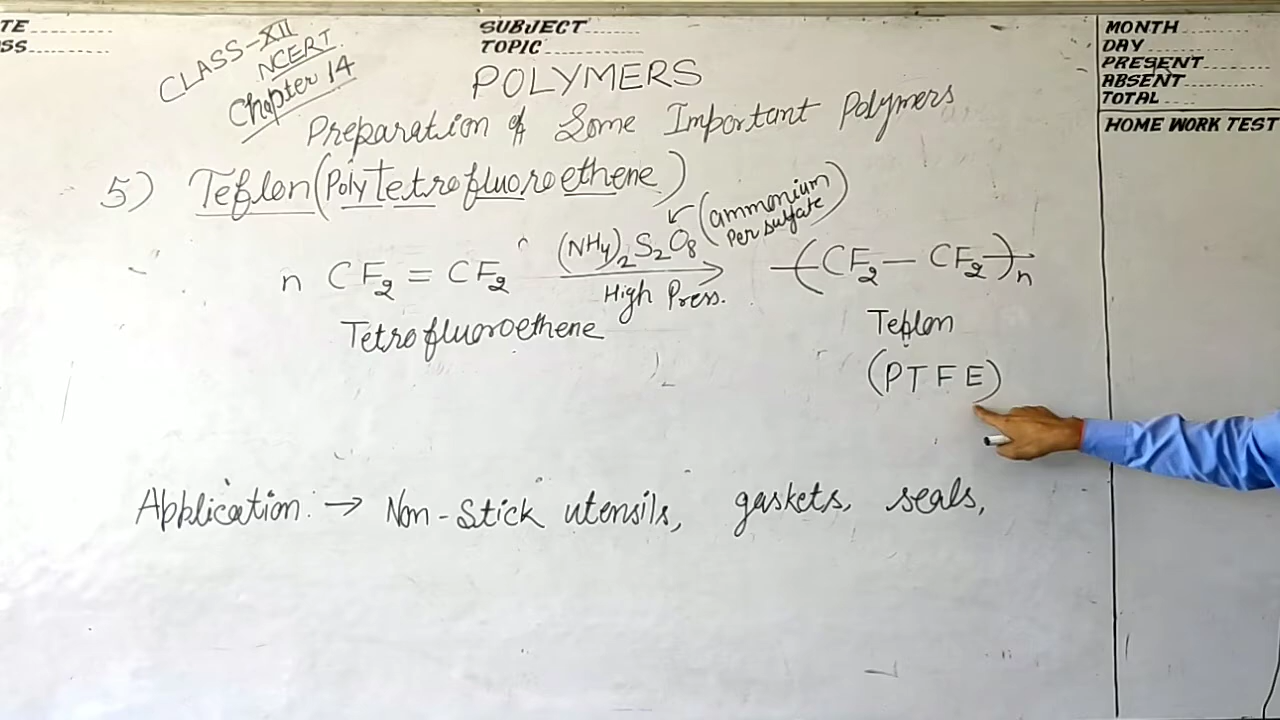 TE ..........
SS ..........
SUBJECT .......
TOPIC ............
MONTH .........
DAY ............
PRESENT ........
ABSENT ...........
TOTAL ....
HOME WORK TEST
CLASS-XII
NCERT
Chapter 14
POLYMERS
Preparation of Some Important Polymers
5) Teflon (Polytetrofluoroethene)
n CF₂ = CF₂ (NH₄)₂S₂O₈ (ammonium Per sulfate) High Press. → -(CF₂ — CF₂)-n
Tetrofluoroethene
Teflon
(PTFE)
Application: → Non-Stick utensils, gaskets, seals,